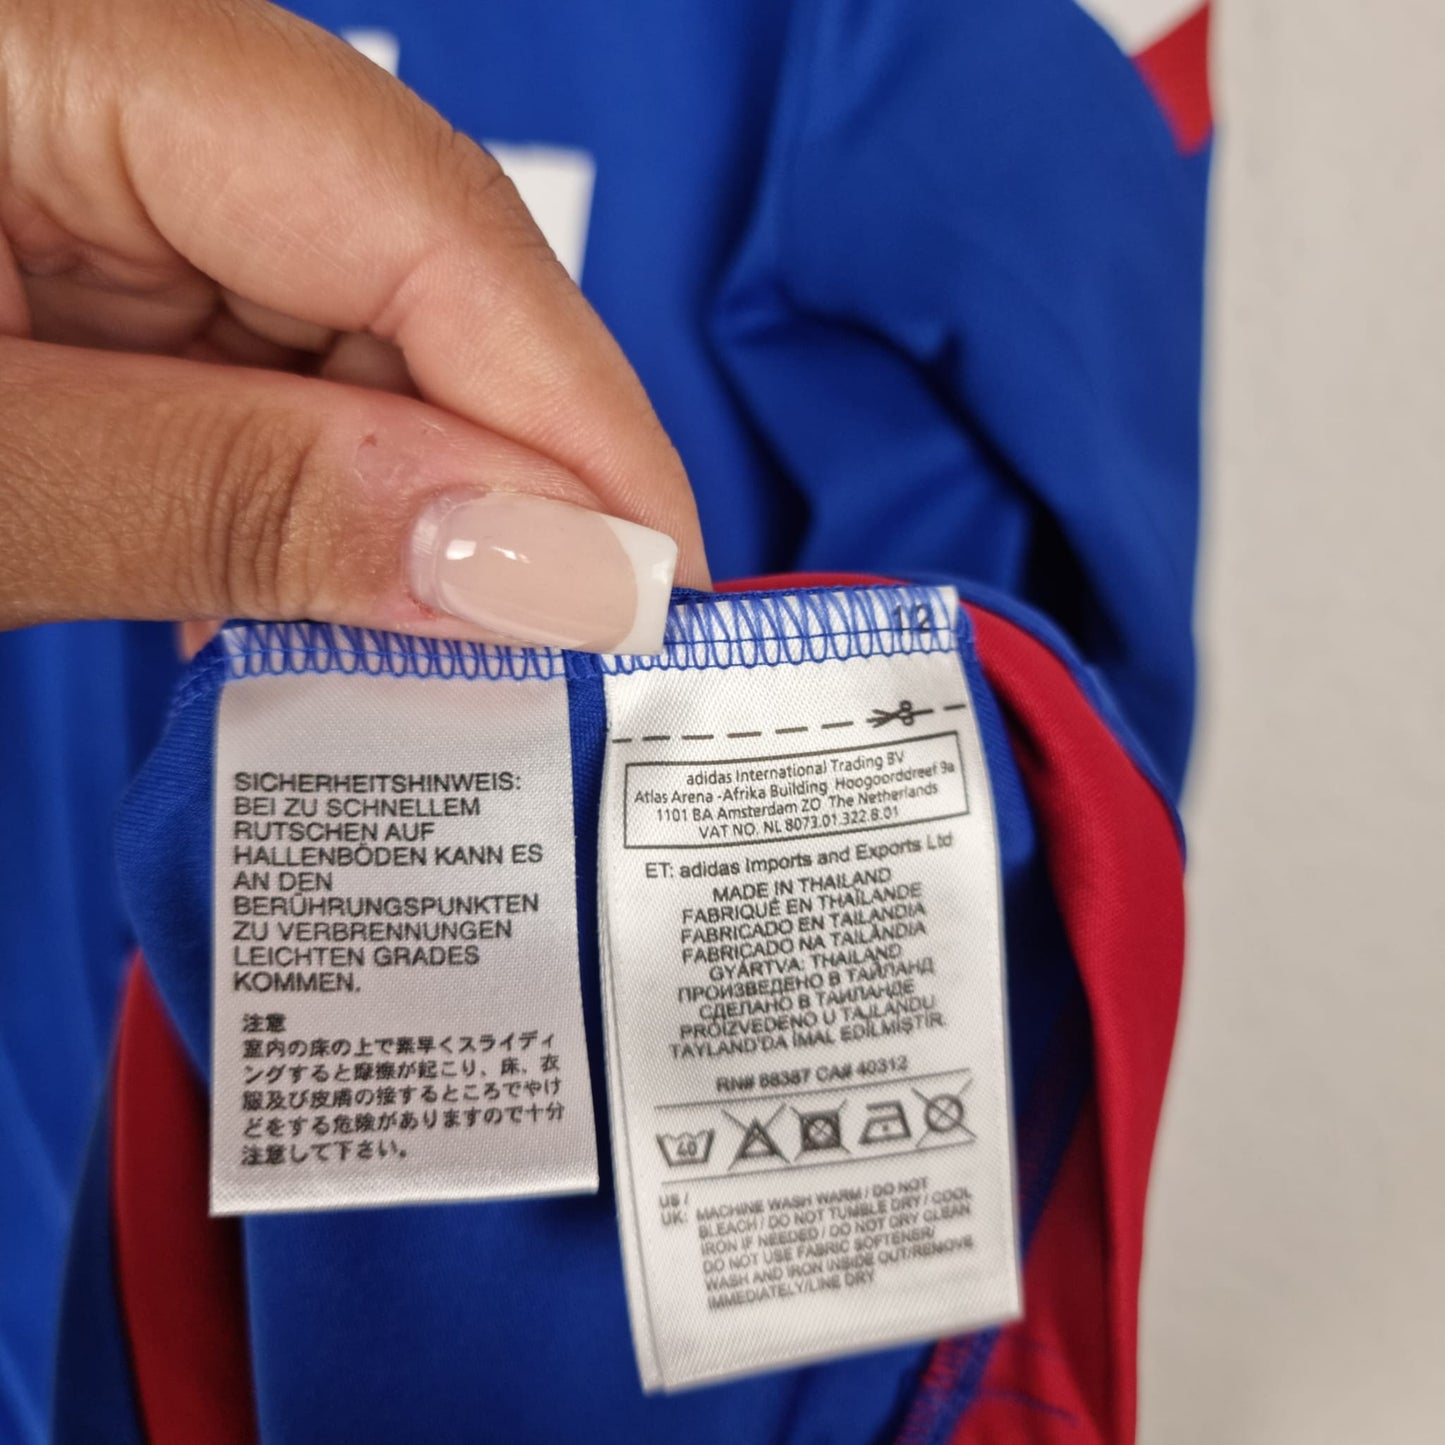 SICHERHEITSHINWEIS:
BEI ZU SCHNELLEM
RUTSCHEN AUF
HALLENBÖDEN KANN ES
AN DEN
BERÜHRUNGSPUNKTEN
ZU VERBRENNUNGEN
LEICHTEN GRADES
KOMMEN.
注意
室内の床の上で素早くスライディ
ングすると摩擦が起こり、床、衣
服及び皮膚の接するところでやけ
どをする危険がありますので十分
注意して下さい。
12
adidas International Trading BV
Atlas Arena -Afrika Building Hoogoorddreef 9a
1101 BA Amsterdam ZO The Netherlands
VAT NO. NL 8073.01.322.B.01
ET: adidas Imports and Exports Ltd
MADE IN THAILAND
FABRIQUÉ EN THAÏLANDE
FABRICADO EN TAILANDIA
FABRICADO NA TAILÂNDIA
GYÁRTVA: THAILAND
ПРОИЗВЕДЕНО В ТАЙЛАНД
СДЕЛАНО В ТАИЛАНДЕ
PROIZVEDENO U TAJLANDU
TAYLAND'DA İMAL EDİLMİŞTİR.
RN# 88387 CA# 40312
40
US / UK: MACHINE WASH WARM / DO NOT
BLEACH / DO NOT TUMBLE DRY / COOL
IRON IF NEEDED / DO NOT DRY CLEAN
DO NOT USE FABRIC SOFTENER/
WASH AND IRON INSIDE OUT/REMOVE
IMMEDIATELY/LINE DRY